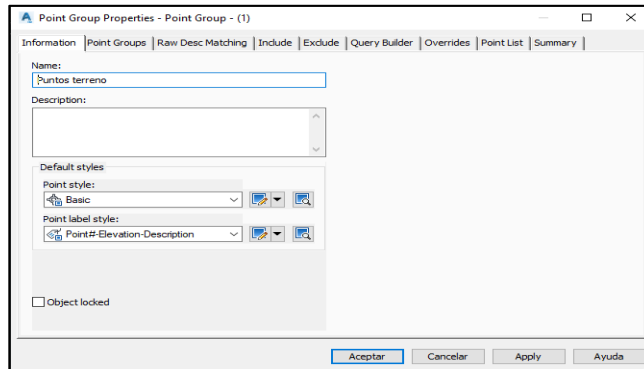 Point Group Properties - Point Group - (1)
Information Point Groups Raw Desc Matching Include Exclude Query Builder Overrides Point List Summary
Name:
Puntos terreno
Description:
Default styles
Point style:
Basic
Point label style:
Point#-Elevation-Description
Object locked
Aceptar Cancelar Apply Ayuda